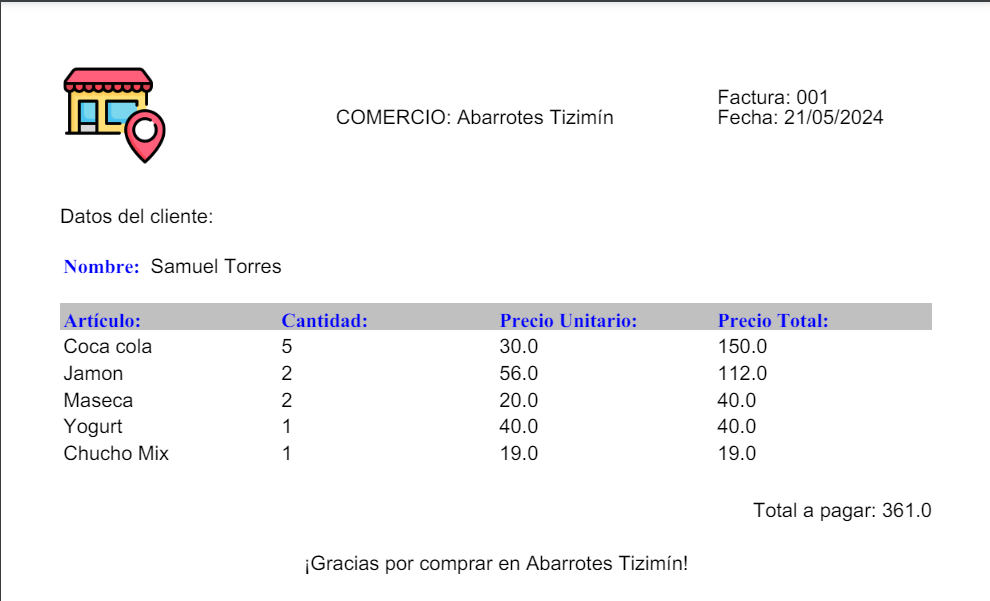 Factura: 001
COMERCIO: Abarrotes Tizimín
Fecha: 21/05/2024
Datos del cliente:
Nombre: Samuel Torres
Artículo: Cantidad: Precio Unitario: Precio Total:
Coca cola 5 30.0 150.0
Jamon 2 56.0 112.0
Maseca 2 20.0 40.0
Yogurt 1 40.0 40.0
Chucho Mix 1 19.0 19.0
Total a pagar: 361.0
¡Gracias por comprar en Abarrotes Tizimín!